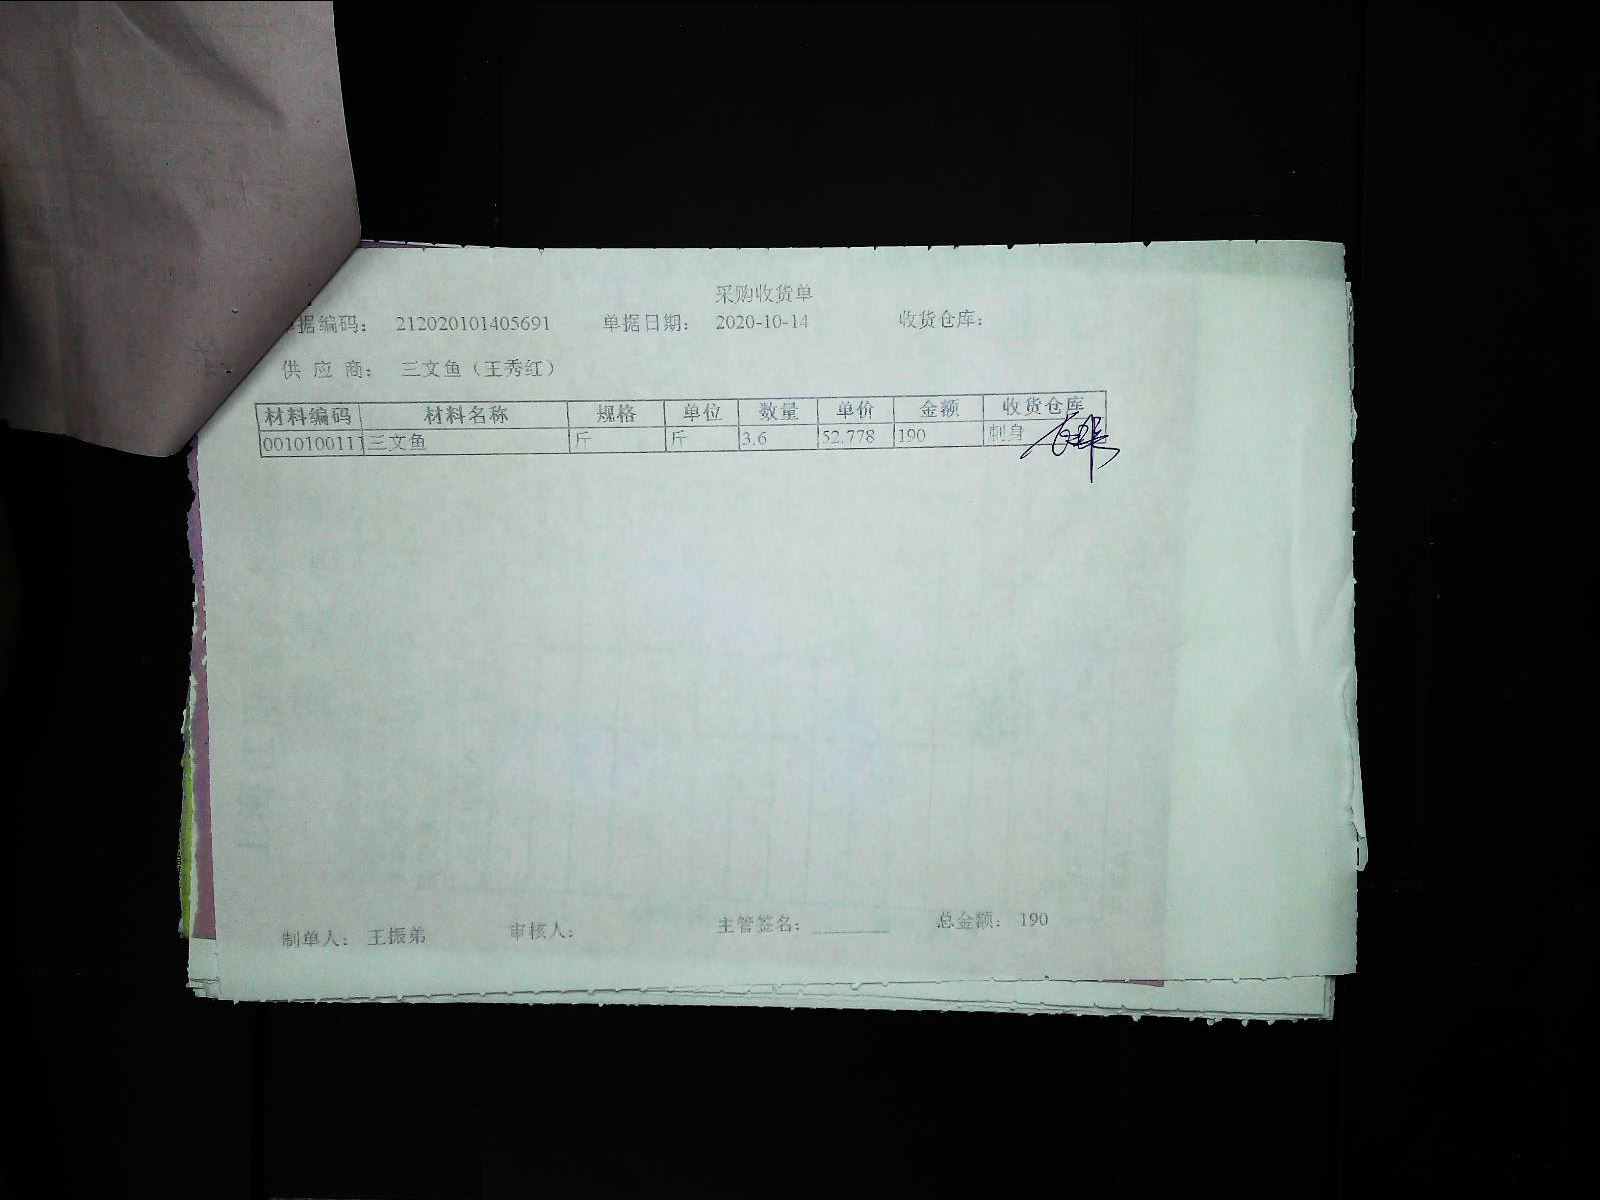 采购收货单
单据编码： 212020101405691 单据日期： 2020-10-14 收货仓库：
供 应 商： 三文鱼（王秀红）
材料编码 材料名称 规格 单位 数量 单价 金额 收货仓库
0010100111 三文鱼 斤 斤 3.6 52.778 190 刺身
制单人： 王振弟 审核人： 主管签名：________ 总金额： 190